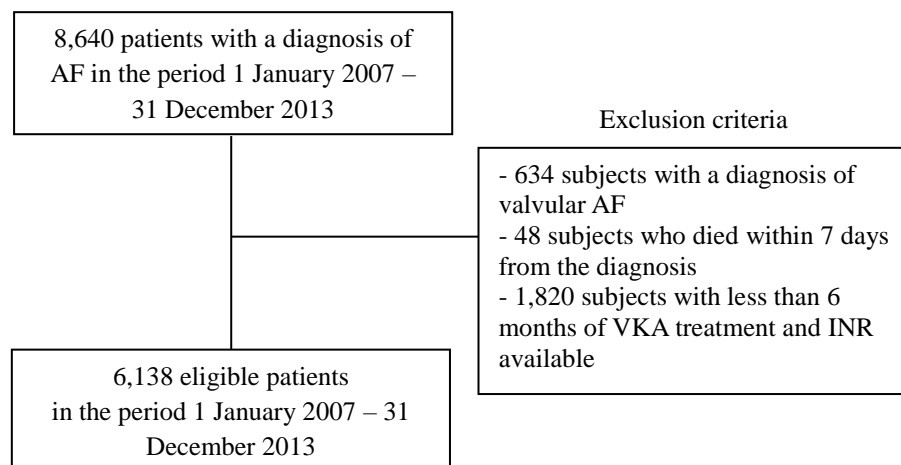 8,640 patients with a diagnosis of
AF in the period 1 January 2007 –
31 December 2013
Exclusion criteria
- 634 subjects with a diagnosis of
valvular AF
- 48 subjects who died within 7 days
from the diagnosis
- 1,820 subjects with less than 6
months of VKA treatment and INR
available
6,138 eligible patients
in the period 1 January 2007 – 31
December 2013